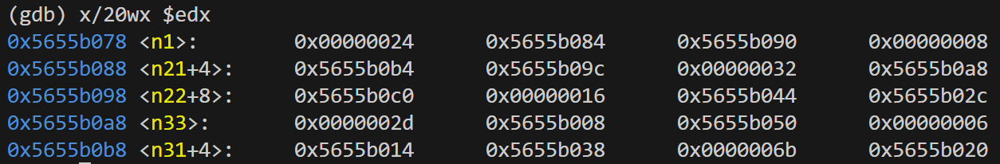 (gdb) x/20wx $edx
0x5655b078 <n1>: 0x00000024 0x5655b084 0x5655b090 0x00000008
0x5655b088 <n21+4>: 0x5655b0b4 0x5655b09c 0x00000032 0x5655b0a8
0x5655b098 <n22+8>: 0x5655b0c0 0x00000016 0x5655b044 0x5655b02c
0x5655b0a8 <n33>: 0x0000002d 0x5655b008 0x5655b050 0x00000006
0x5655b0b8 <n31+4>: 0x5655b014 0x5655b038 0x0000006b 0x5655b020